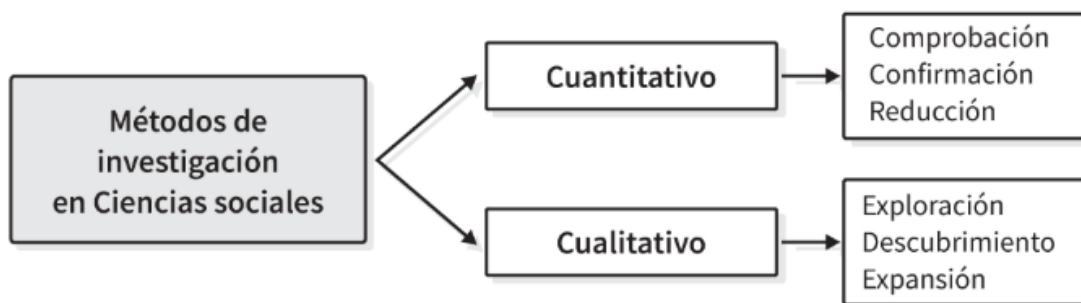 Métodos de
investigación
en Ciencias sociales
Cuantitativo
Comprobación
Confirmación
Reducción
Cualitativo
Exploración
Descubrimiento
Expansión